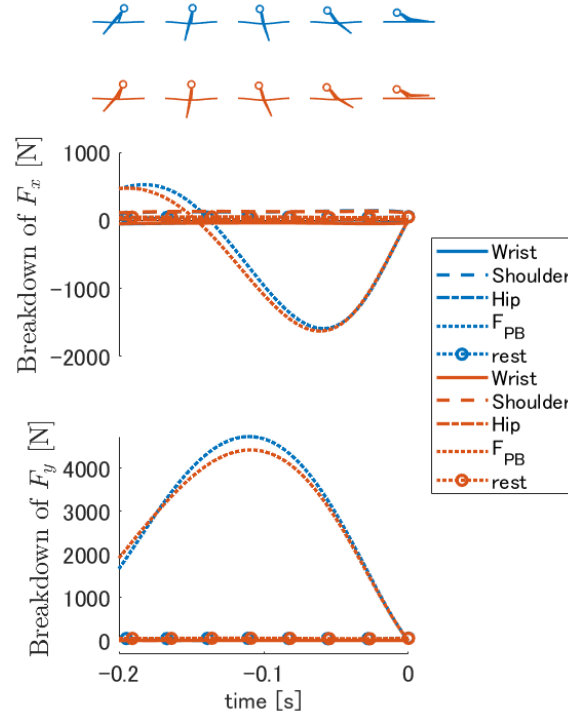 Breakdown of F_x [N]
1000
0
-1000
-2000
Wrist
Shoulder
Hip
F_PB
rest
Wrist
Shoulder
Hip
F_PB
rest
Breakdown of F_y [N]
4000
3000
2000
1000
0
-0.2
-0.1
0
time [s]